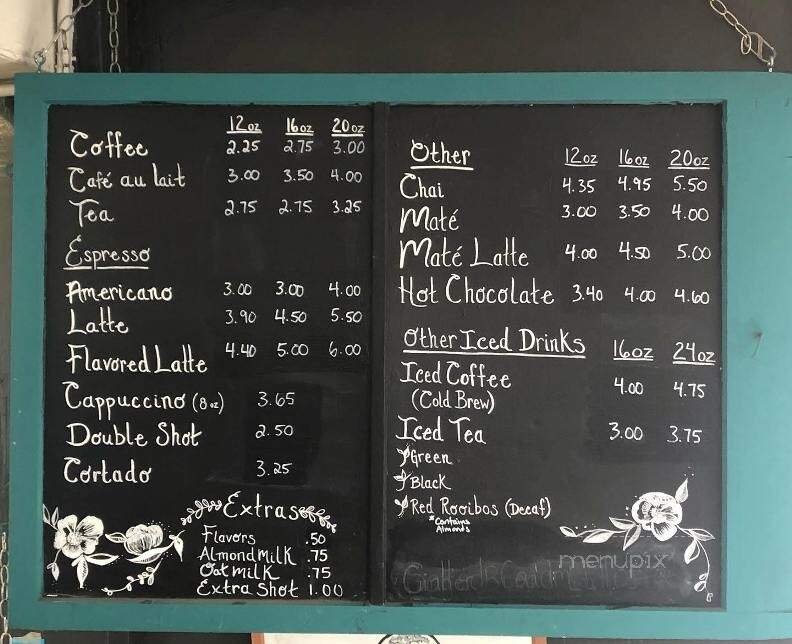 12oz 16oz 20oz
Coffee 2.25 2.75 3.00
Café au lait 3.00 3.50 4.00
Tea 2.75 2.75 3.25
Espresso
Americano 3.00 3.00 4.00
Latte 3.90 4.50 5.50
Flavored Latte 4.40 5.00 6.00
Cappuccino (8oz) 3.65
Double Shot 2.50
Cortado 3.25
Extras
Flavors .50
Almond Milk .75
Oat milk .75
Extra Shot 1.00
Other 12oz 16oz 20oz
Chai 4.35 4.95 5.50
Maté 3.00 3.50 4.00
Maté Latte 4.00 4.50 5.00
Hot Chocolate 3.40 4.00 4.60
Other Iced Drinks 16oz 24oz
Iced Coffee 4.00 4.75
(Cold Brew)
Iced Tea 3.00 3.75
Green
Black
Red Rooibos (Decaf)
*Contains
Almonds
menupix